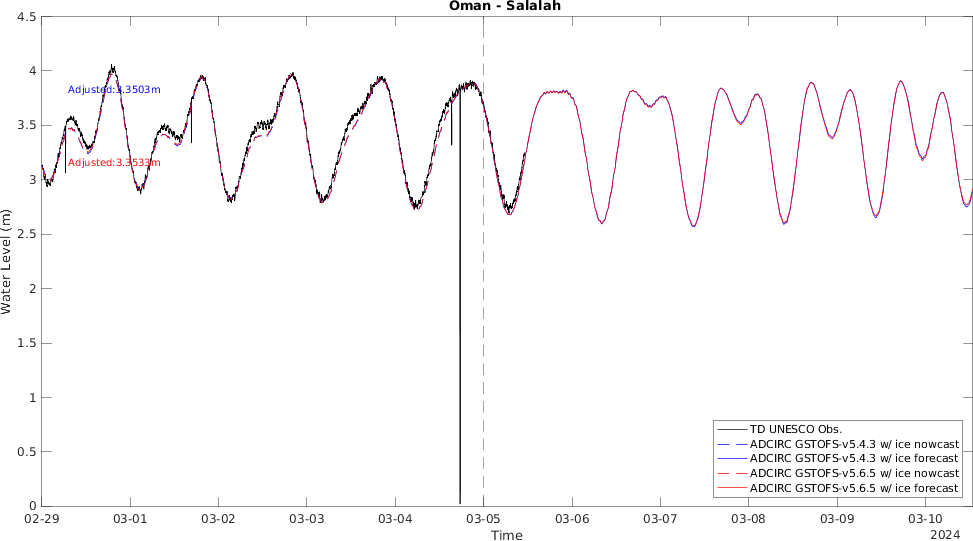 Oman - Salalah
4.5
4
3.5
3
2.5
2
1.5
1
0.5
0
Water Level (m)
Adjusted:3.3503m
Adjusted:3.3533m
TD UNESCO Obs.
ADCIRC GSTOFS-v5.4.3 w/ ice nowcast
ADCIRC GSTOFS-v5.4.3 w/ ice forecast
ADCIRC GSTOFS-v5.6.5 w/ ice nowcast
ADCIRC GSTOFS-v5.6.5 w/ ice forecast
02-29 03-01 03-02 03-03 03-04 03-05 03-06 03-07 03-08 03-09 03-10
Time
2024